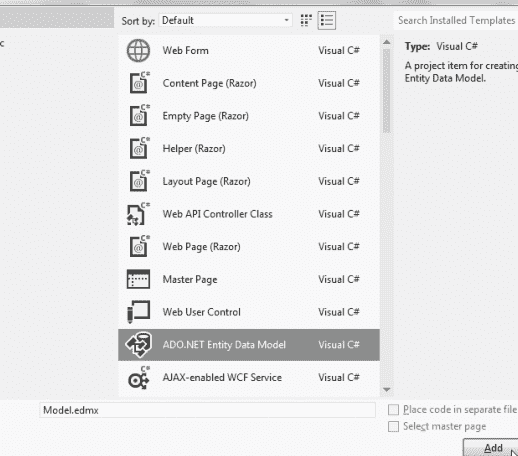 Sort by: Default
Search Installed Templates
c
Web Form Visual C#
Type: Visual C#
Content Page (Razor) Visual C#
A project item for creating
Entity Data Model.
Empty Page (Razor) Visual C#
Helper (Razor) Visual C#
Layout Page (Razor) Visual C#
Web API Controller Class Visual C#
Web Page (Razor) Visual C#
Master Page Visual C#
Web User Control Visual C#
ADO.NET Entity Data Model Visual C#
AJAX-enabled WCF Service Visual C#
Model.edmx
Place code in separate file
Select master page
Add